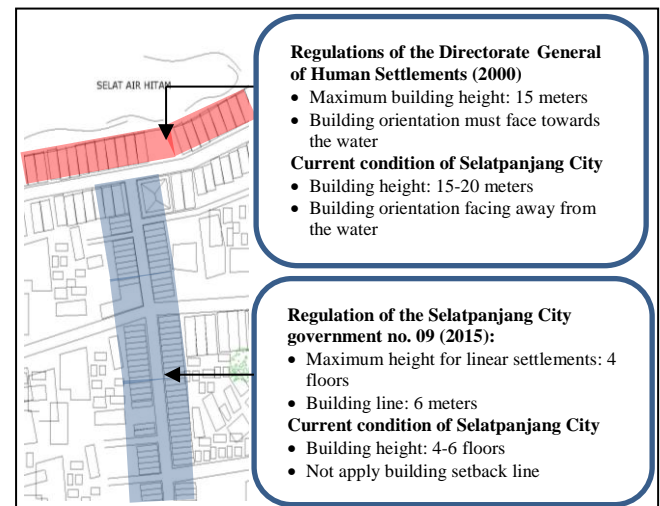 SELAT AIR HITAM
Regulations of the Directorate General
of Human Settlements (2000)
• Maximum building height: 15 meters
• Building orientation must face towards
the water
Current condition of Selatpanjang City
• Building height: 15-20 meters
• Building orientation facing away from
the water
Regulation of the Selatpanjang City
government no. 09 (2015):
• Maximum height for linear settlements: 4
floors
• Building line: 6 meters
Current condition of Selatpanjang City
• Building height: 4-6 floors
• Not apply building setback line